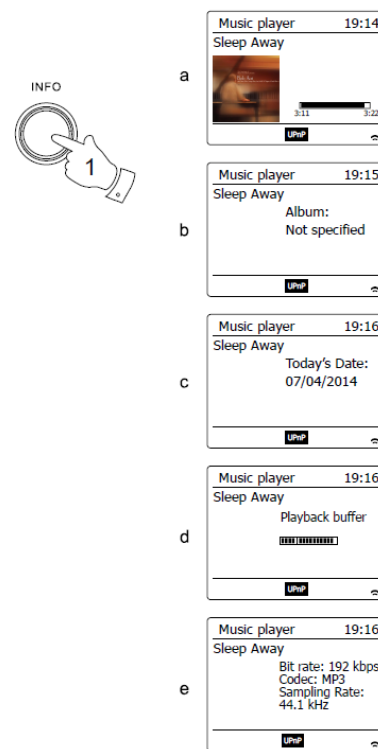 INFO
1
a
Music player 19:14
Sleep Away
3:11 3:22
UPnP
b
Music player 19:15
Sleep Away
Album:
Not specified
UPnP
c
Music player 19:16
Sleep Away
Today's Date:
07/04/2014
UPnP
d
Music player 19:16
Sleep Away
Playback buffer
UPnP
e
Music player 19:16
Sleep Away
Bit rate: 192 kbps
Codec: MP3
Sampling Rate:
44.1 kHz
UPnP